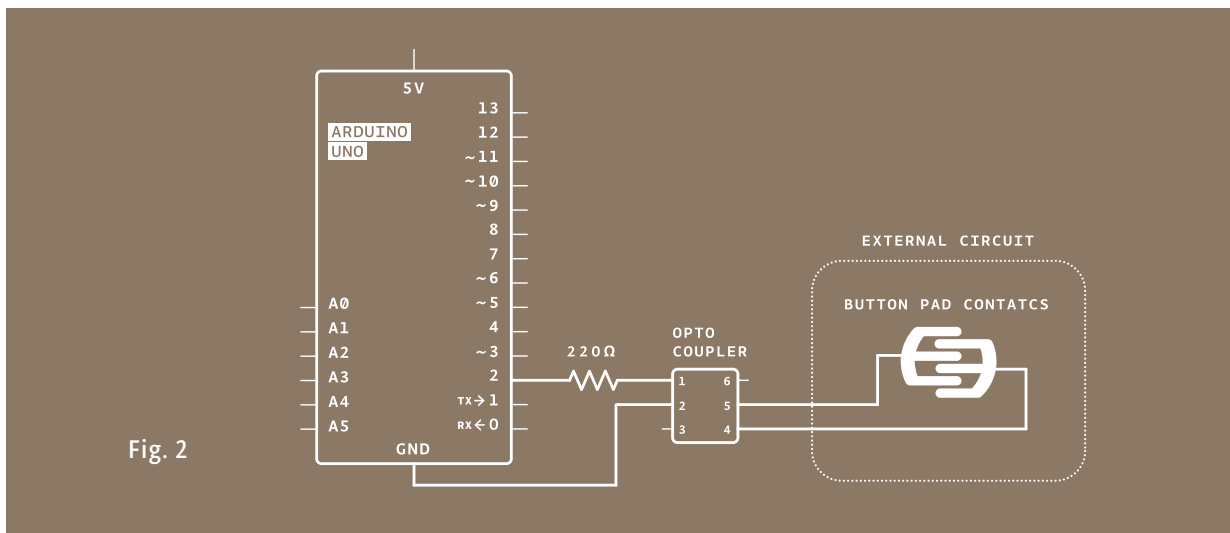 5V
ARDUINO
UNO
13
12
~11
~10
~9
8
7
~6
~5
4
~3
2
TX→1
RX←0
A0
A1
A2
A3
A4
A5
GND
220Ω
OPTO
COUPLER
1 6
2 5
3 4
EXTERNAL CIRCUIT
BUTTON PAD CONTATCS
Fig. 2